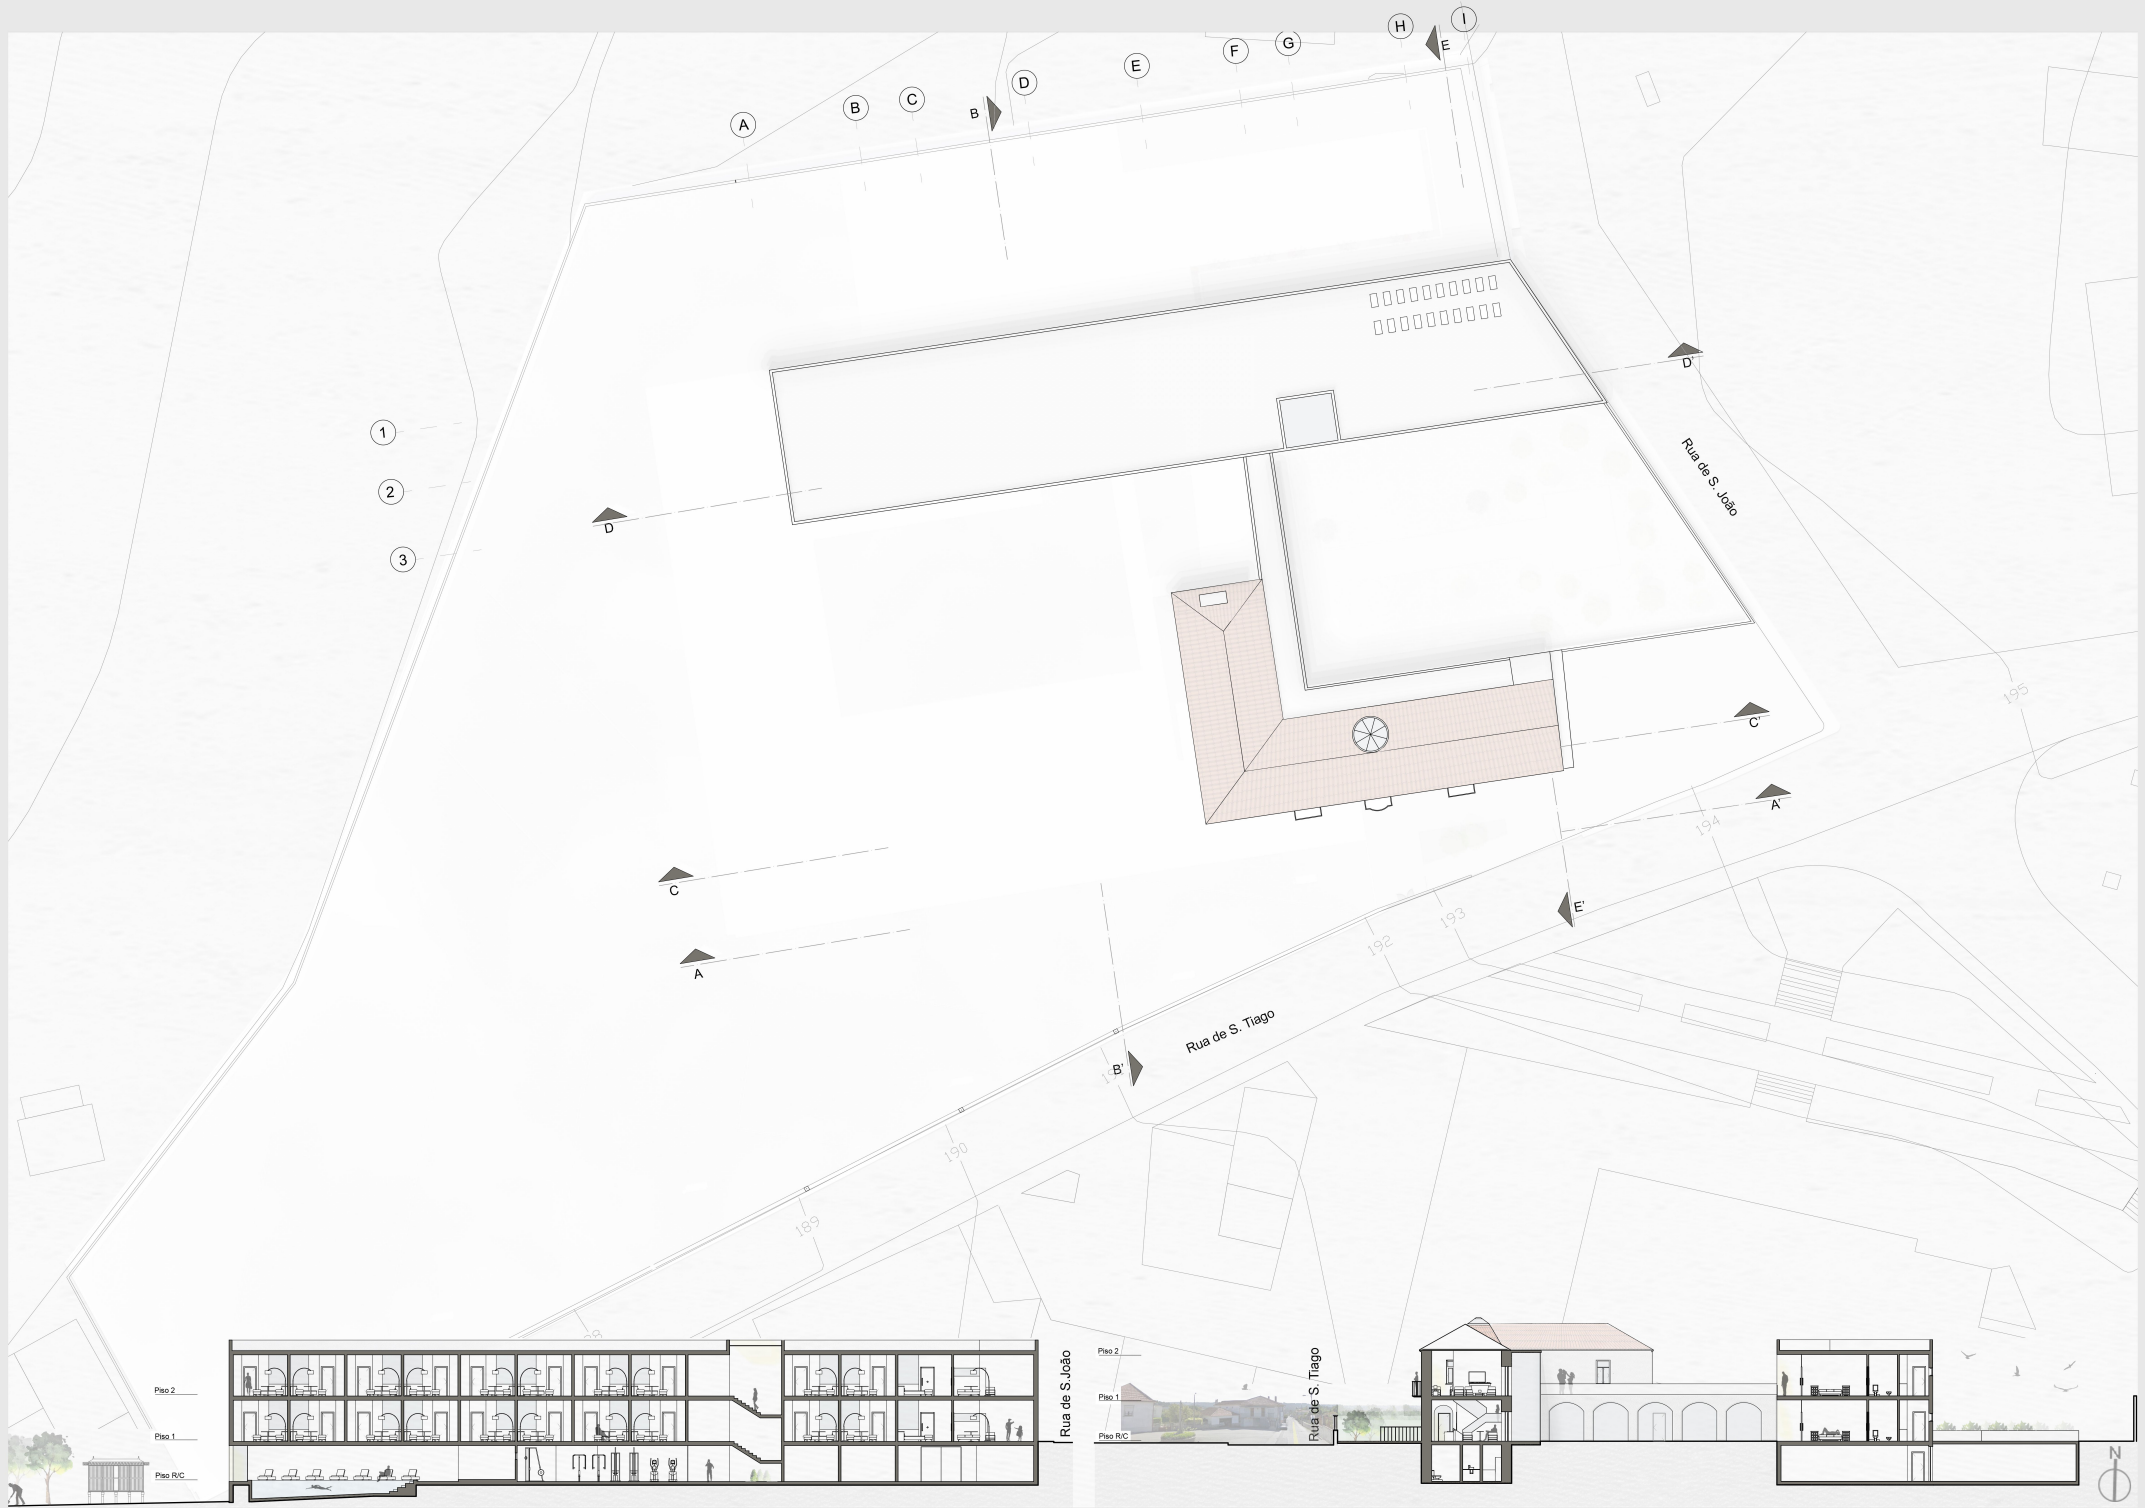 I
H
E
G
F
E
D
C
B
B
A
D'
1
Rua de S. João
2
D
3
195
C'
A'
194
C
E'
193
192
A
Rua de S. Tiago
B'
190
189
Piso 2
Piso 1
Piso R/C
Rua de S.João
Piso 2
Piso 1
Piso R/C
Rua de S. Tiago
N